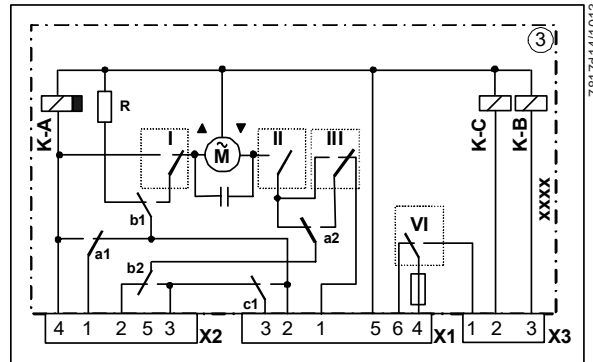 3
K-A
R
I
II
III
M
~
K-C
K-B
xxxx
b1
a1
a2
b2
c1
VI
4 1 2 5 3 X2 3 2 1 5 6 4 X1 1 2 3 X3